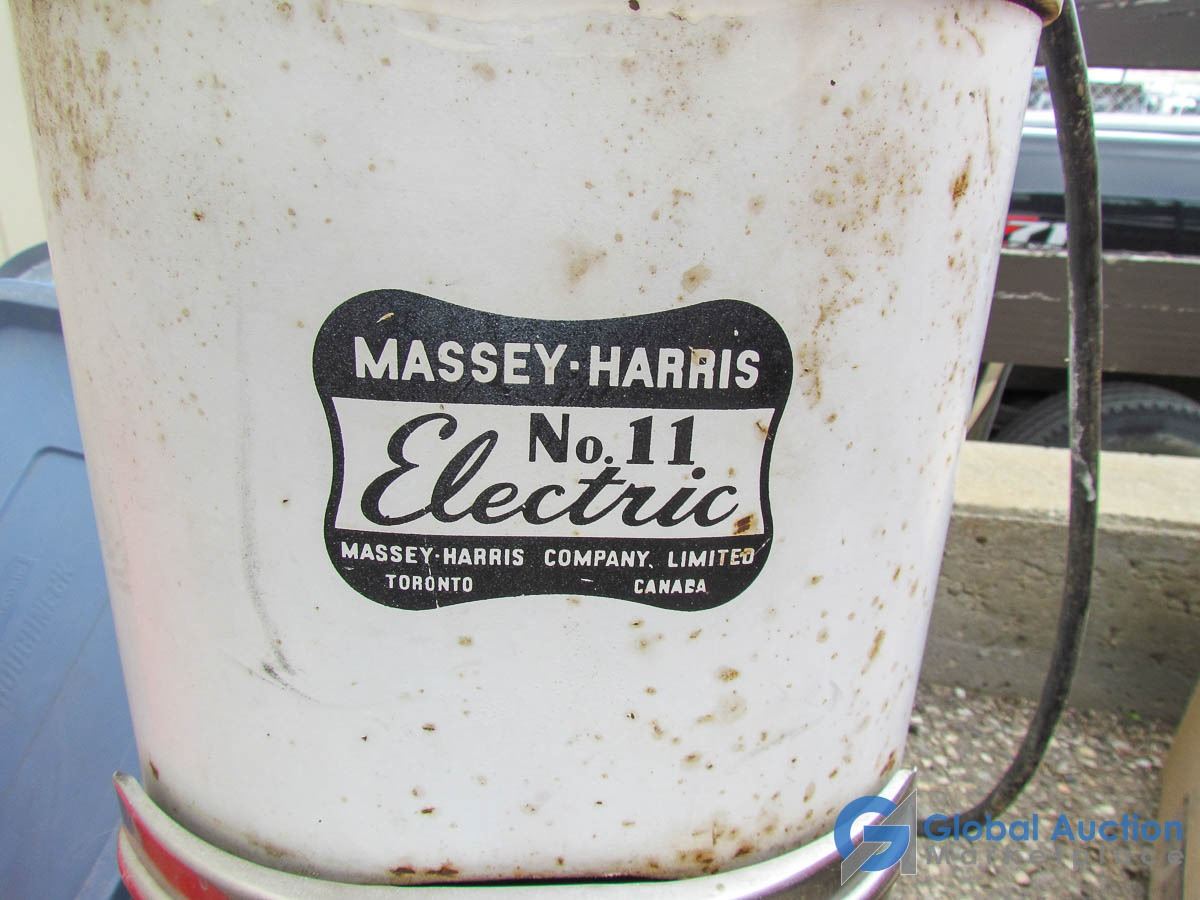 MASSEY·HARRIS
No. 11
Electric
MASSEY·HARRIS COMPANY, LIMITED
TORONTO CANADA
Global Auction
Marketplace